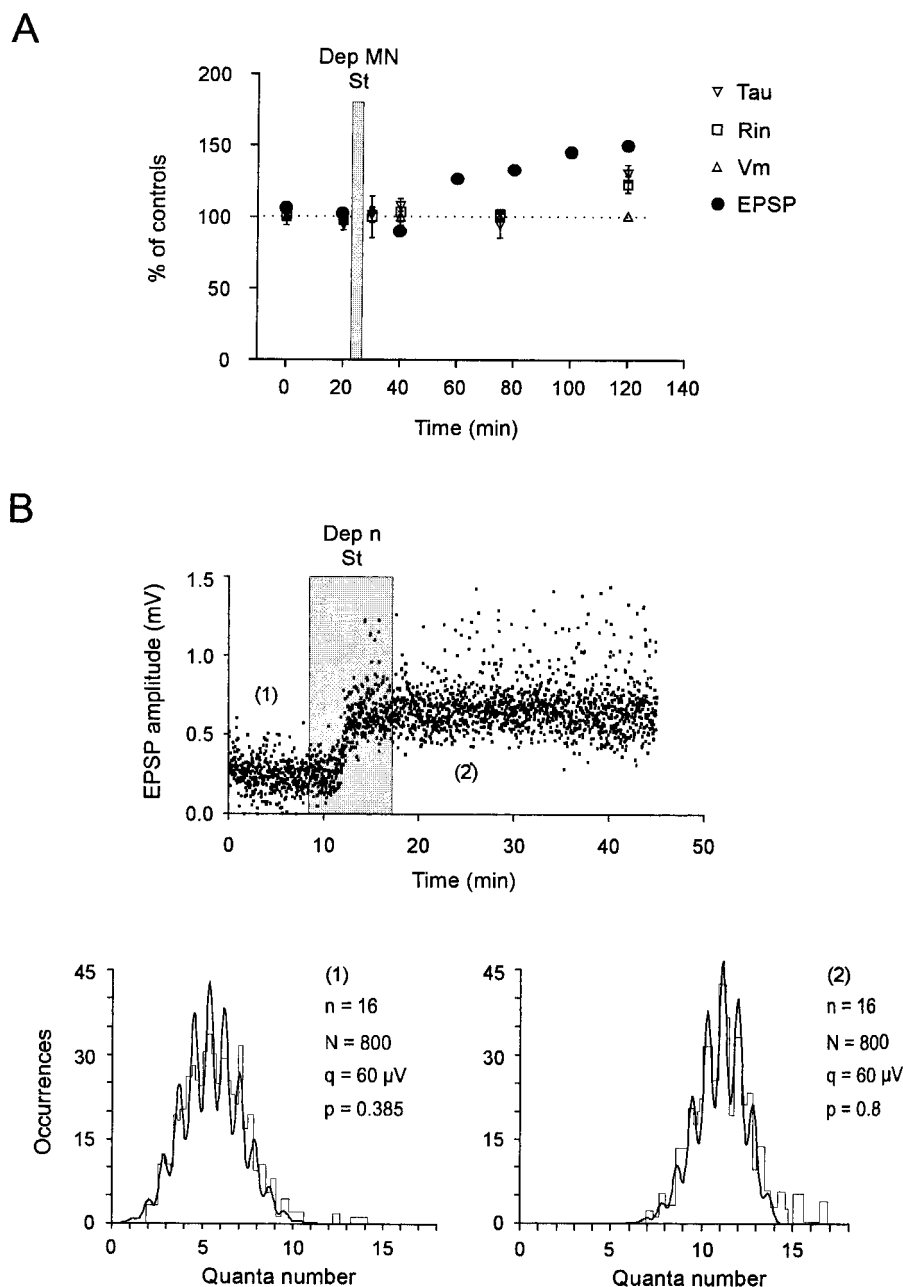 A
Dep MN
St
200
150
100
50
0
% of controls
0 20 40 60 80 100 120 140
Time (min)
Tau
Rin
Vm
EPSP
B
Dep n
St
1.5
1.0
0.5
0.0
EPSP amplitude (mV)
(1)
(2)
0 10 20 30 40 50
Time (min)
45
30
15
0
Occurrences
(1)
n = 16
N = 800
q = 60 µV
p = 0.385
0 5 10 15
Quanta number
45
30
15
0
(2)
n = 16
N = 800
q = 60 µV
p = 0.8
0 5 10 15
Quanta number